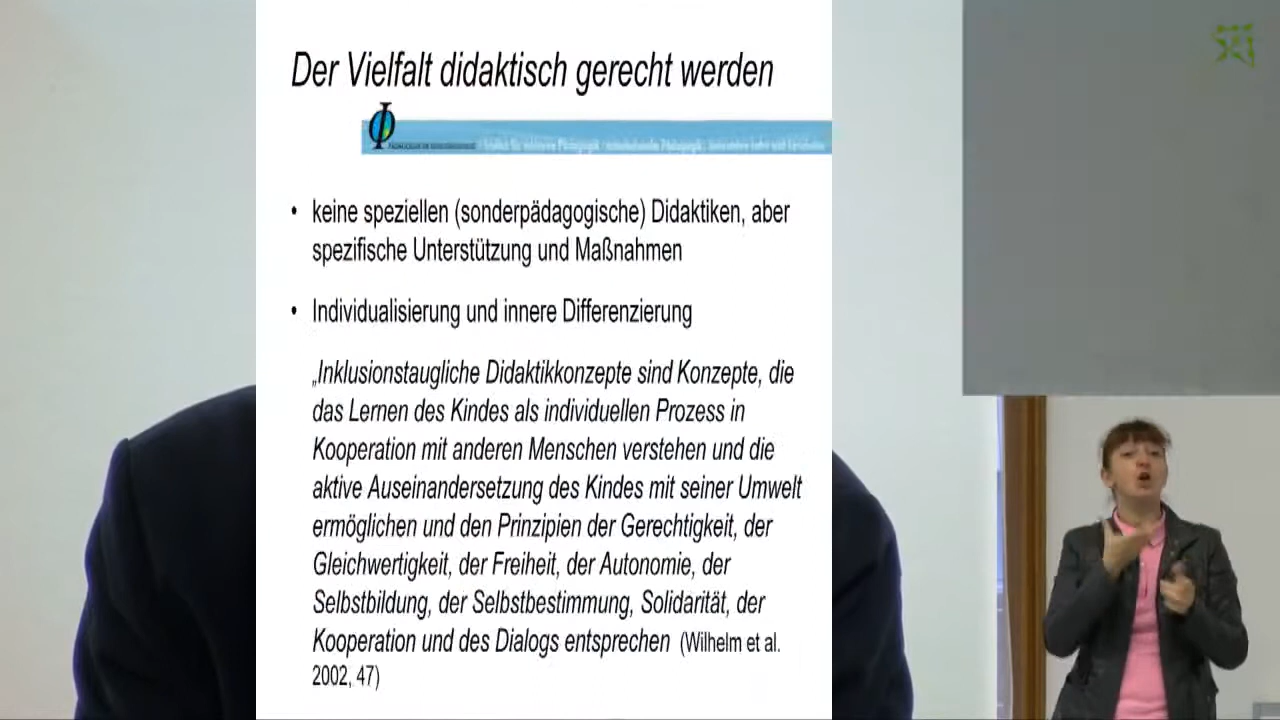 Der Vielfalt didaktisch gerecht werden
• keine speziellen (sonderpädagogische) Didaktiken, aber
spezifische Unterstützung und Maßnahmen
• Individualisierung und innere Differenzierung
„Inklusionstaugliche Didaktikkonzepte sind Konzepte, die
das Lernen des Kindes als individuellen Prozess in
Kooperation mit anderen Menschen verstehen und die
aktive Auseinandersetzung des Kindes mit seiner Umwelt
ermöglichen und den Prinzipien der Gerechtigkeit, der
Gleichwertigkeit, der Freiheit, der Autonomie, der
Selbstbildung, der Selbstbestimmung, Solidarität, der
Kooperation und des Dialogs entsprechen (Wilhelm et al.
2002, 47)